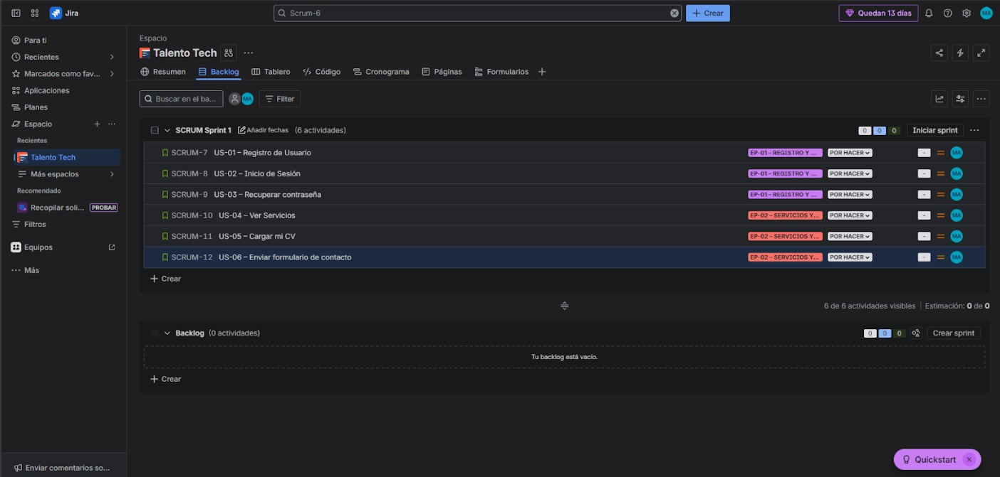 Jira
Scrum-6
Crear
Quedan 13 días
MA
Para ti
Recientes
Marcados como fav...
Aplicaciones
Planes
Espacio
Recientes
Talento Tech
Más espacios
Recomendado
Recopilar soli... PROBAR
Filtros
Equipos
Más
Enviar comentarios so...
Espacio
Talento Tech
Resumen Backlog Tablero Código Cronograma Páginas Formularios
Buscar en el ba... MA Filter
SCRUM Sprint 1 Añadir fechas (6 actividades) 0 0 0 Iniciar sprint
SCRUM-7 US-01 – Registro de Usuario EP-01 – REGISTRO Y ... POR HACER - MA
SCRUM-8 US-02 – Inicio de Sesión EP-01 – REGISTRO Y ... POR HACER - MA
SCRUM-9 US-03 – Recuperar contraseña EP-01 – REGISTRO Y ... POR HACER - MA
SCRUM-10 US-04 – Ver Servicios EP-02 – SERVICIOS Y... POR HACER - MA
SCRUM-11 US-05 – Cargar mi CV EP-02 – SERVICIOS Y... POR HACER - MA
SCRUM-12 US-06 – Enviar formulario de contacto EP-02 – SERVICIOS Y... POR HACER - MA
Crear
6 de 6 actividades visibles Estimación: 0 de 0
Backlog (0 actividades) 0 0 0 Crear sprint
Tu backlog está vacío.
Crear
Quickstart